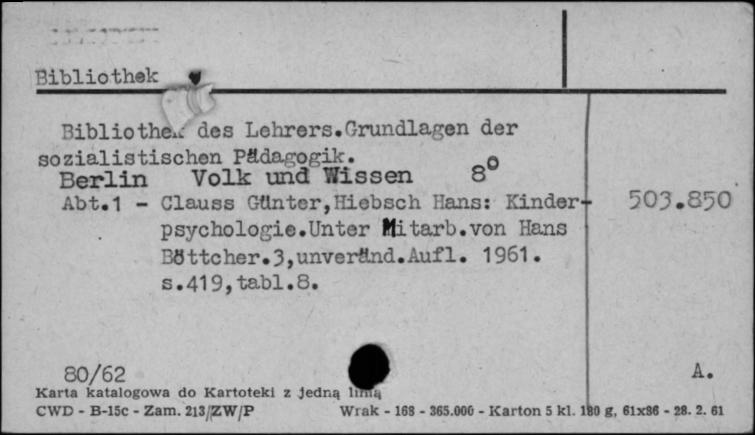 Bibliothek
Bibliothek des Lehrers.Grundlagen der
sozialistischen Pädagogik.
Berlin Volk und Wissen 8°
Abt.1 - Clauss Günter,Hiebsch Hans: Kinder- 503.850
psychologie.Unter Mitarb.von Hans
Böttcher.3,unveränd.Aufl. 1961.
s.419,tabl.8.
80/62 A.
Karta katalogowa do Kartoteki z jedną linią
CWD - B-15c - Zam. 213/ZW/P Wrak - 168 - 365.000 - Karton 5 kl. 180 g, 61x86 - 28. 2. 61